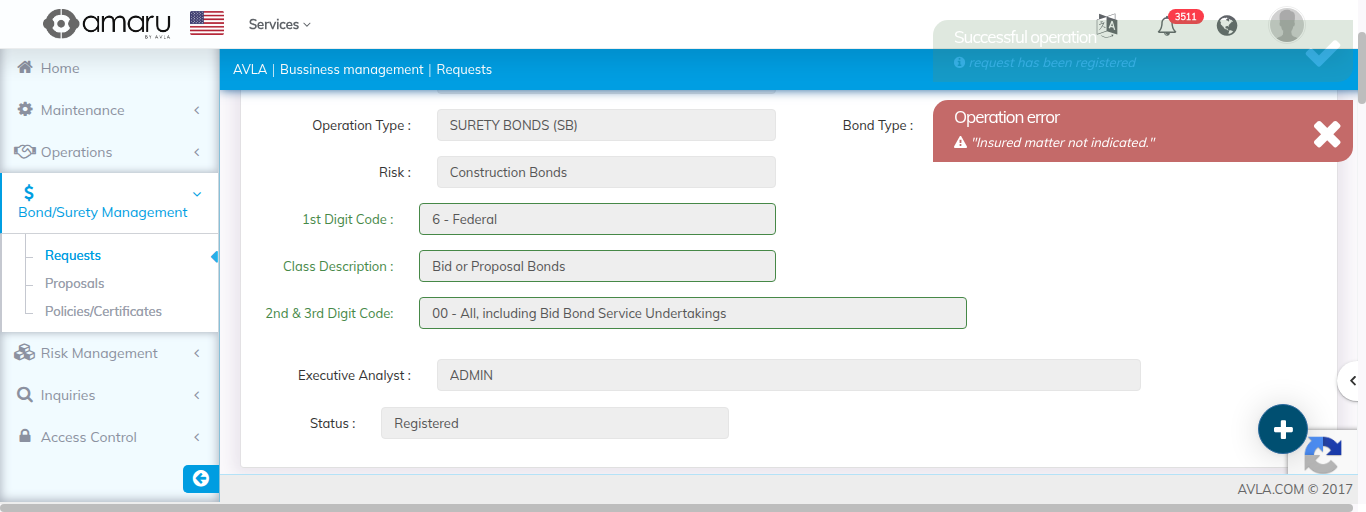 amaru
BY AVLA
Services
3511
Successful operation
request has been registered
Home
AVLA | Bussiness management | Requests
Maintenance
Operation error
"Insured matter not indicated."
Operation Type :
SURETY BONDS (SB)
Bond Type :
Operations
Risk :
Construction Bonds
Bond/Surety Management
1st Digit Code :
6 - Federal
Requests
Class Description :
Bid or Proposal Bonds
Proposals
Policies/Certificates
2nd & 3rd Digit Code:
00 - All, including Bid Bond Service Undertakings
Risk Management
Executive Analyst :
ADMIN
Inquiries
Status :
Registered
Access Control
AVLA.COM © 2017